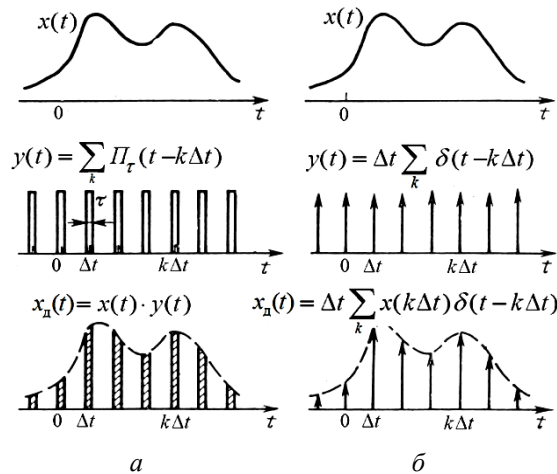 x(t)
0 t
y(t) = ∑ₖ Π_τ (t−kΔt)
τ
0 Δt kΔt t
x_д(t) = x(t) · y(t)
0 Δt kΔt t
а
x(t)
0 t
y(t) = Δt ∑ₖ δ(t−kΔt)
0 Δt kΔt t
x_д(t) = Δt ∑ₖ x(kΔt)δ(t−kΔt)
0 Δt kΔt t
б